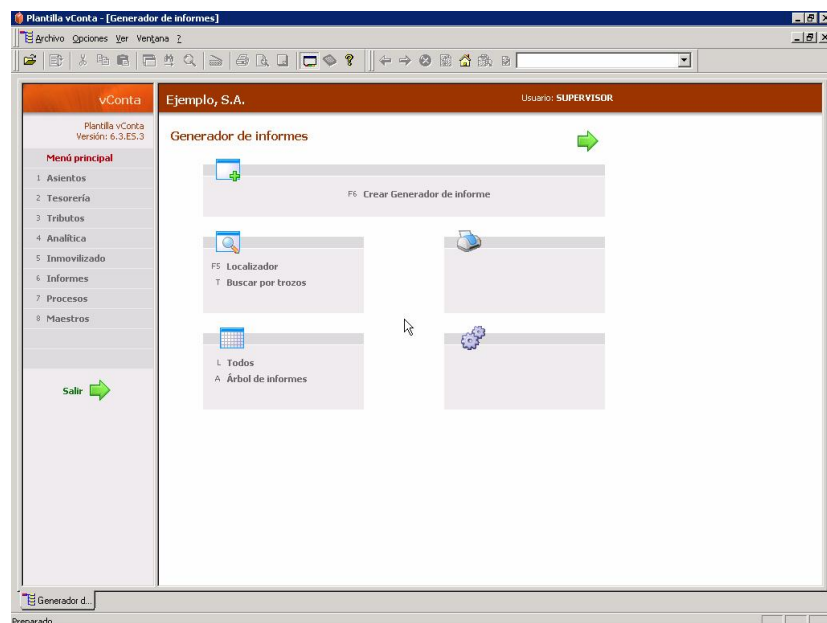 Plantilla vConta - [Generador de informes]
Archivo Opciones Ver Ventana ?
vConta
Ejemplo, S.A.
Usuario: SUPERVISOR
Plantilla vConta
Versión: 6.3.ES.3
Generador de informes
Menú principal
1 Asientos
2 Tesorería
3 Tributos
4 Analítica
5 Inmovilizado
6 Informes
7 Procesos
8 Maestros
Salir
F6 Crear Generador de informe
F5 Localizador
T Buscar por trozos
L Todos
A Árbol de informes
Generador d...
Preparado